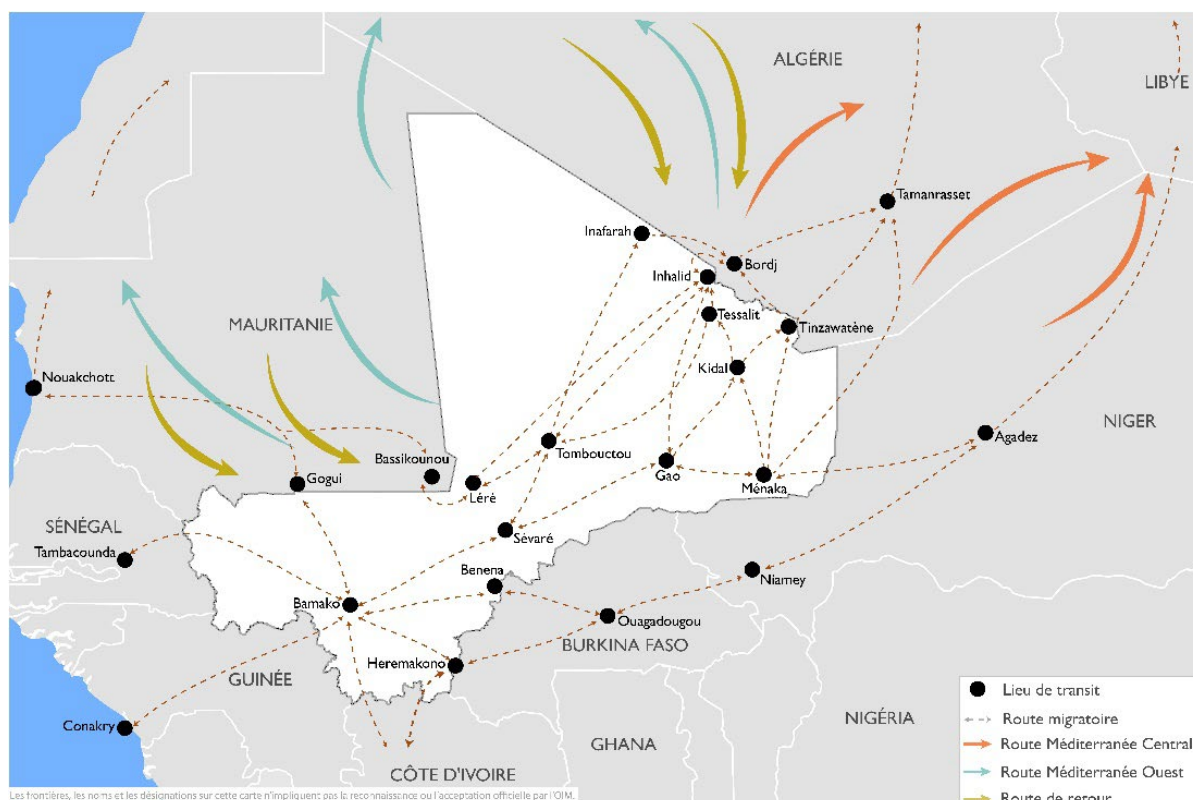 ALGÉRIE
LIBYE
Tamanrasset
Inafarah
Bordj
Inhalid
Tessalit
Tinzawatène
MAURITANIE
Kidal
Nouakchott
NIGER
Agadez
Tombouctou
Bassikounou
Gogui
Gao
Ménaka
Léré
SÉNÉGAL
Sévaré
Tambacounda
Niamey
Benena
Bamako
Ouagadougou
BURKINA FASO
Heremakono
GUINÉE
Lieu de transit
NIGÉRIA
Conakry
Route migratoire
GHANA
Route Méditerranée Central
CÔTE D'IVOIRE
Route Méditerranée Ouest
Route de retour
Les frontières, les noms et les désignations sur cette carte n'impliquent pas la reconnaissance ou l'acceptation officielle par l'OIM.